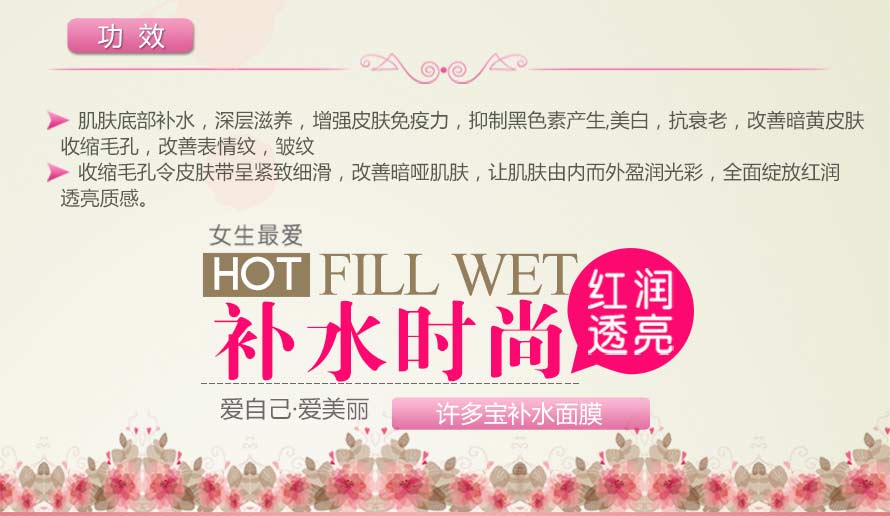 功 效
肌肤底部补水，深层滋养，增强皮肤免疫力，抑制黑色素产生,美白，抗衰老，改善暗黄皮肤
收缩毛孔，改善表情纹，皱纹
收缩毛孔令皮肤带呈紧致细滑，改善暗哑肌肤，让肌肤由内而外盈润光彩，全面绽放红润
透亮质感。
女生最爱
HOT FILL WET
补水时尚
红润
透亮
爱自己·爱美丽
许多宝补水面膜